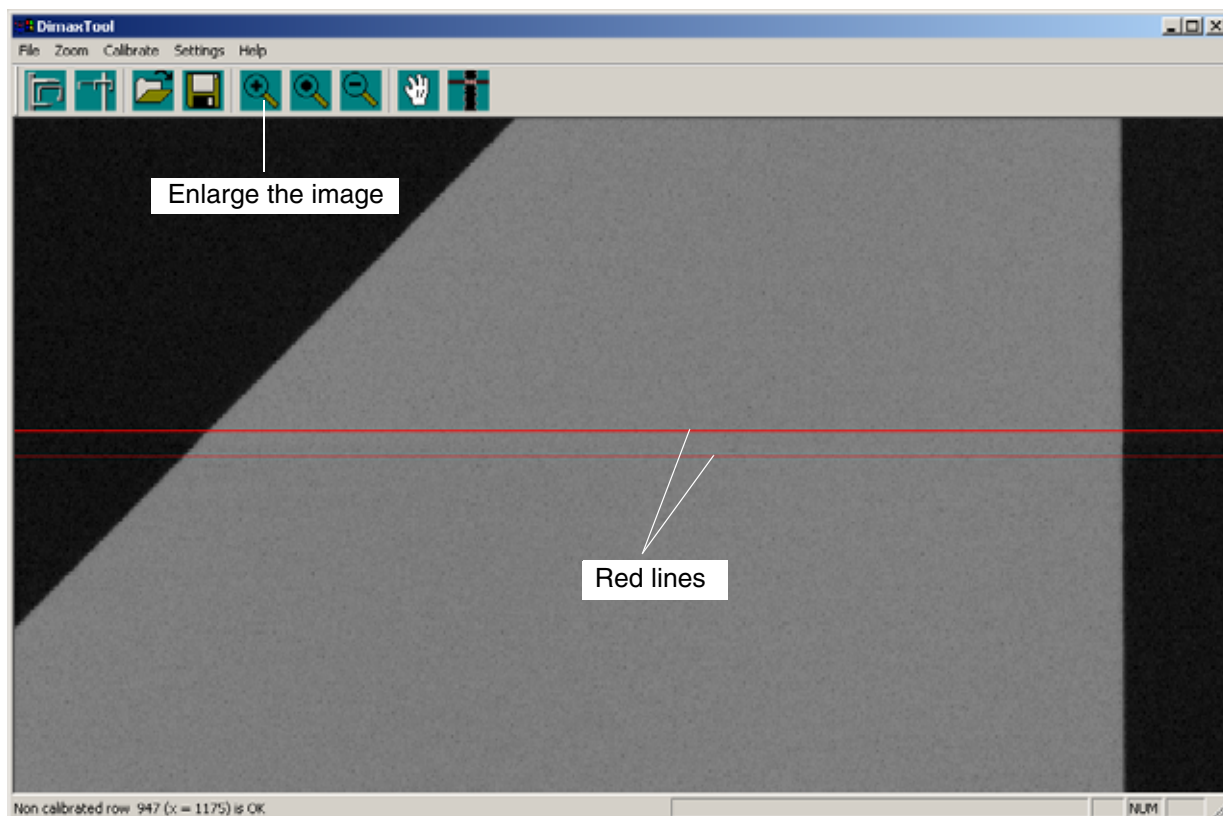 DimaxTool
File Zoom Calibrate Settings Help
Enlarge the image
Red lines
Non calibrated row 947 (x = 1175) is OK
NUM